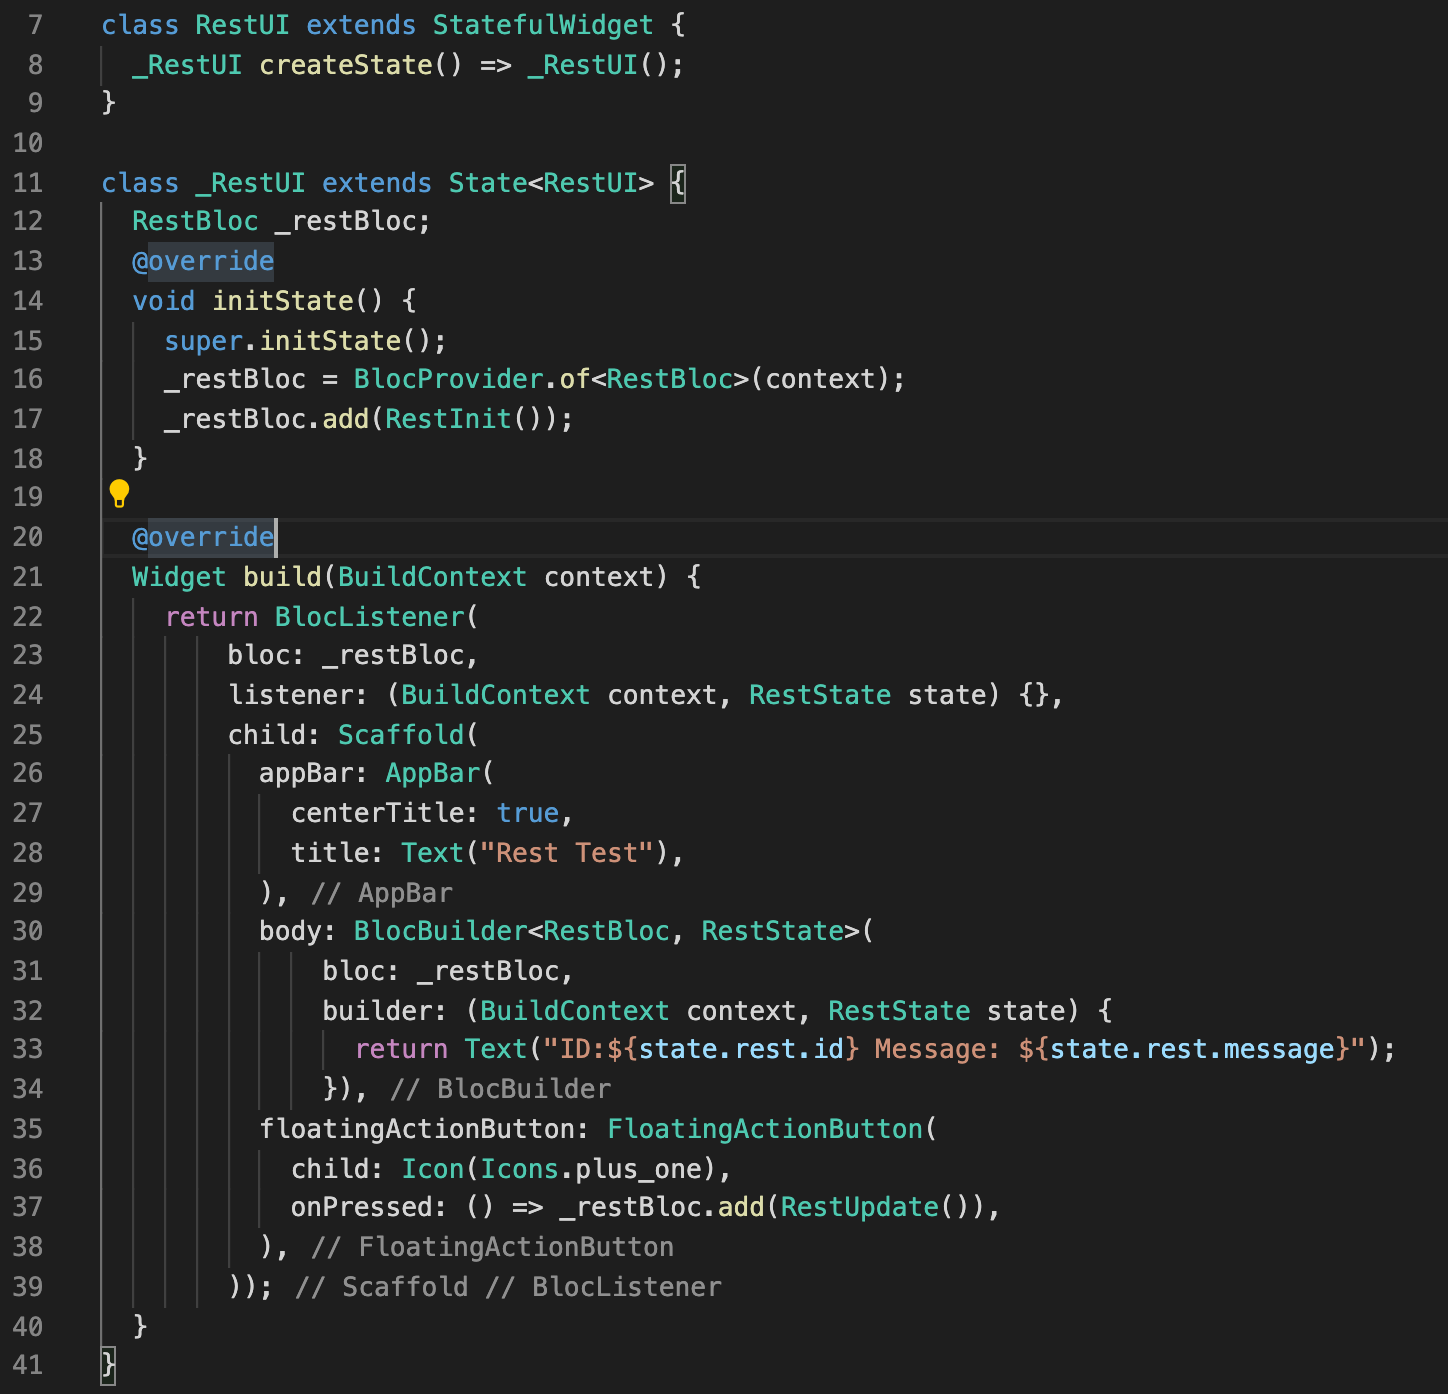 7 class RestUI extends StatefulWidget {
8 _RestUI createState() => _RestUI();
9 }
10
11 class _RestUI extends State<RestUI> {
12 RestBloc _restBloc;
13 @override
14 void initState() {
15 super.initState();
16 _restBloc = BlocProvider.of<RestBloc>(context);
17 _restBloc.add(RestInit());
18 }
19
20 @override
21 Widget build(BuildContext context) {
22 return BlocListener(
23 bloc: _restBloc,
24 listener: (BuildContext context, RestState state) {},
25 child: Scaffold(
26 appBar: AppBar(
27 centerTitle: true,
28 title: Text("Rest Test"),
29 ), // AppBar
30 body: BlocBuilder<RestBloc, RestState>(
31 bloc: _restBloc,
32 builder: (BuildContext context, RestState state) {
33 return Text("ID:${state.rest.id} Message: ${state.rest.message}");
34 }), // BlocBuilder
35 floatingActionButton: FloatingActionButton(
36 child: Icon(Icons.plus_one),
37 onPressed: () => _restBloc.add(RestUpdate()),
38 ), // FloatingActionButton
39 )); // Scaffold // BlocListener
40 }
41 }